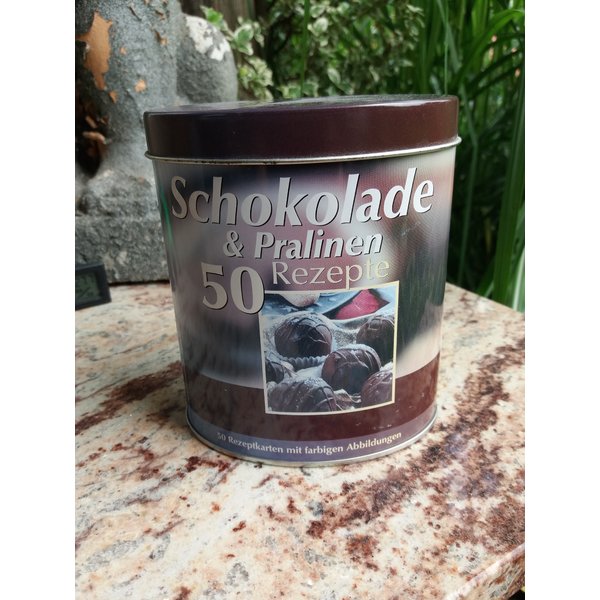 Schokolade
& Pralinen
50 Rezepte
50 Rezeptkarten mit farbigen Abbildungen